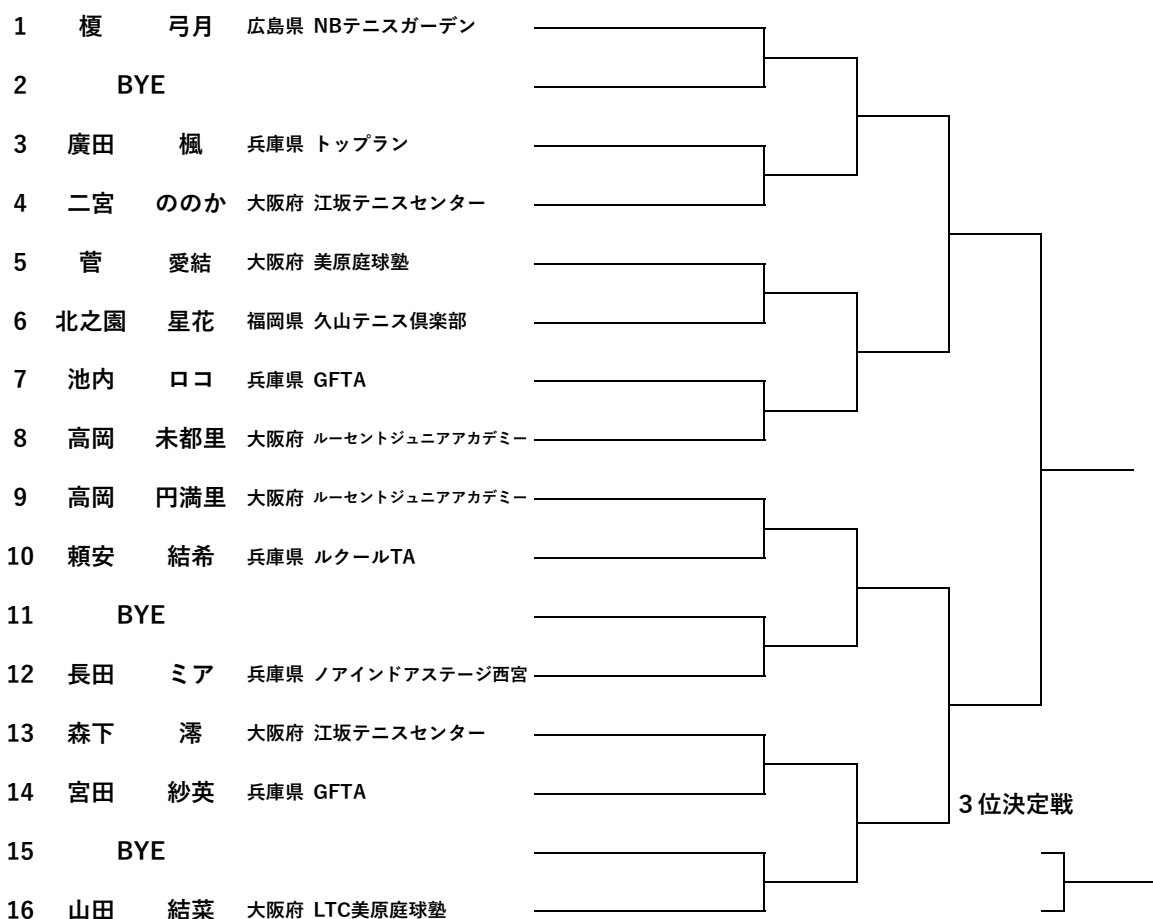 1 榎 弓月 広島県 NBテニスガーデン
2 BYE
3 廣田 楓 兵庫県 トップラン
4 二宮 ののか 大阪府 江坂テニスセンター
5 菅 愛結 大阪府 美原庭球塾
6 北之園 星花 福岡県 久山テニス倶楽部
7 池内 ロコ 兵庫県 GFTA
8 高岡 未都里 大阪府 ルーセントジュニアアカデミー
9 高岡 円満里 大阪府 ルーセントジュニアアカデミー
10 頼安 結希 兵庫県 ルクールTA
11 BYE
12 長田 ミア 兵庫県 ノアインドアステージ西宮
13 森下 澪 大阪府 江坂テニスセンター
14 宮田 紗英 兵庫県 GFTA
３位決定戦
15 BYE
16 山田 結菜 大阪府 LTC美原庭球塾